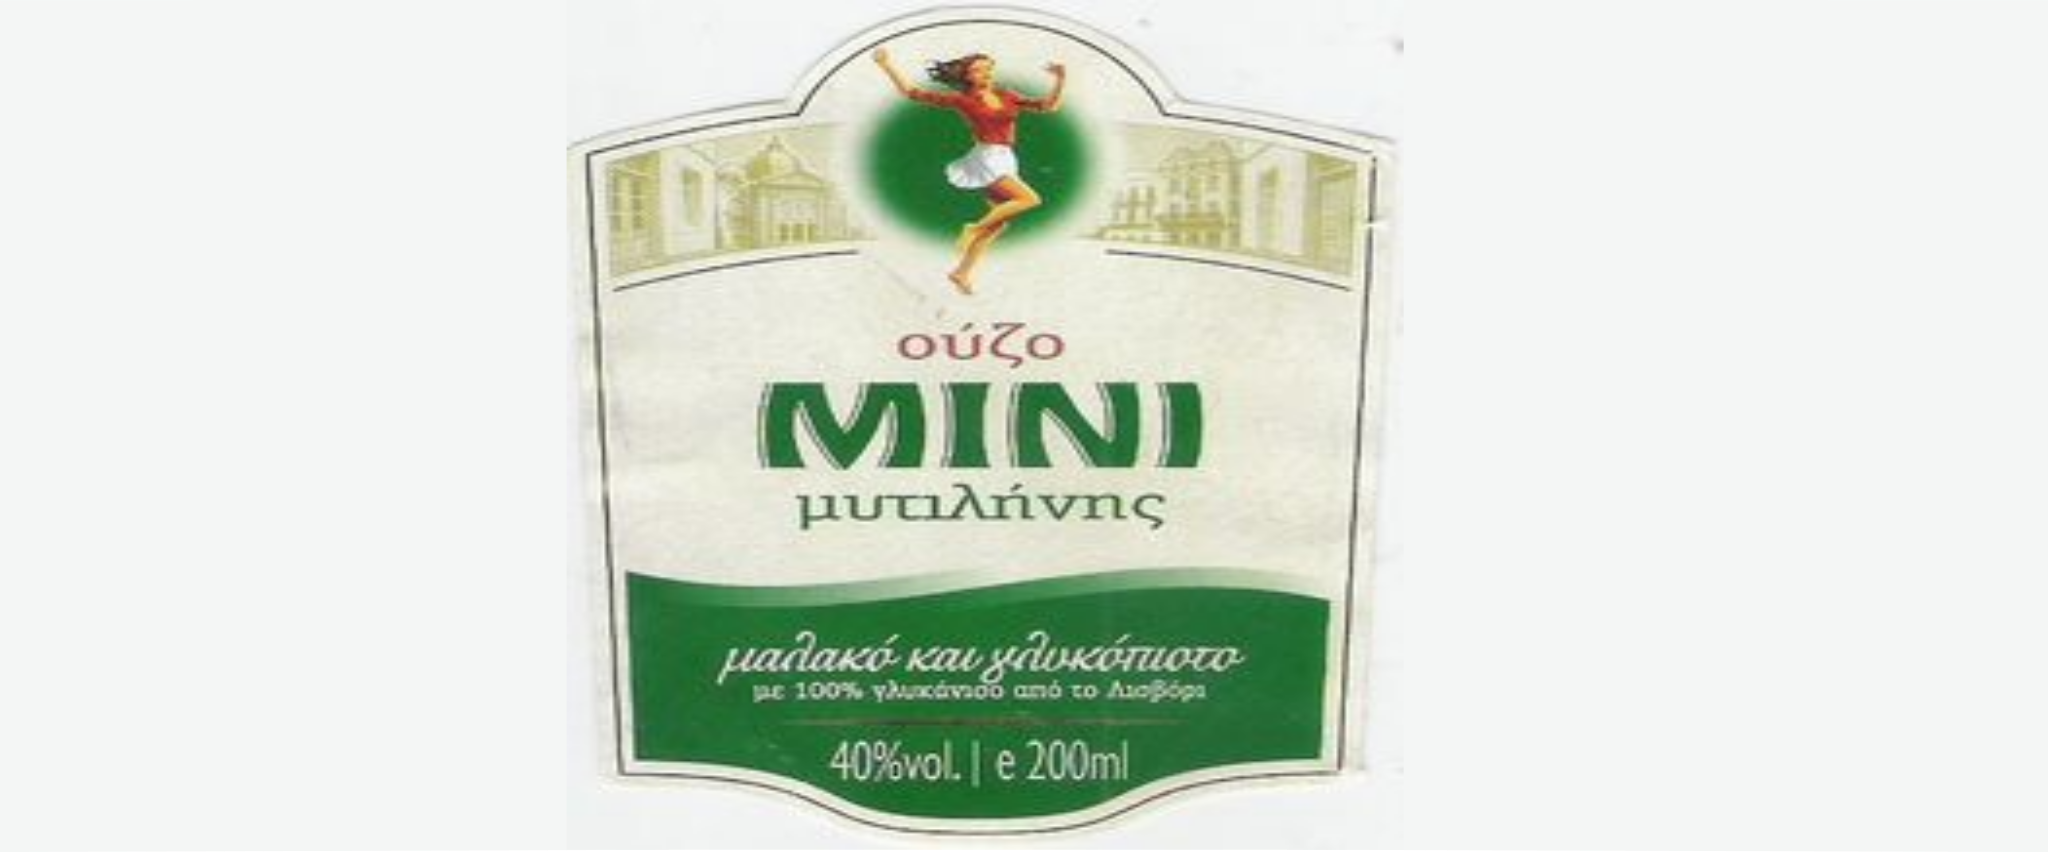 ούζο
MINI
μυτιλήνης
μαλακό και γλυκόπιοτο
με 100% γλυκάνισο από το Λισβόρι
40%vol. | e 200ml